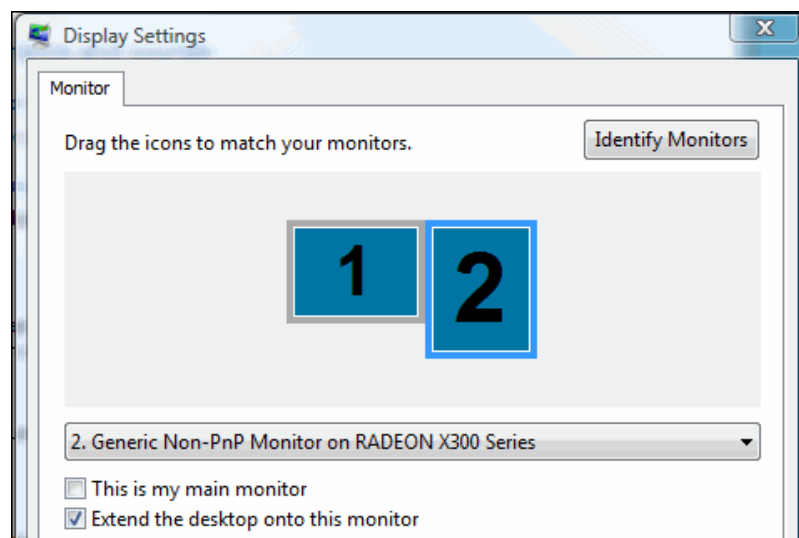 Display Settings
X
Monitor
Drag the icons to match your monitors.
Identify Monitors
1
2
2. Generic Non-PnP Monitor on RADEON X300 Series
This is my main monitor
Extend the desktop onto this monitor